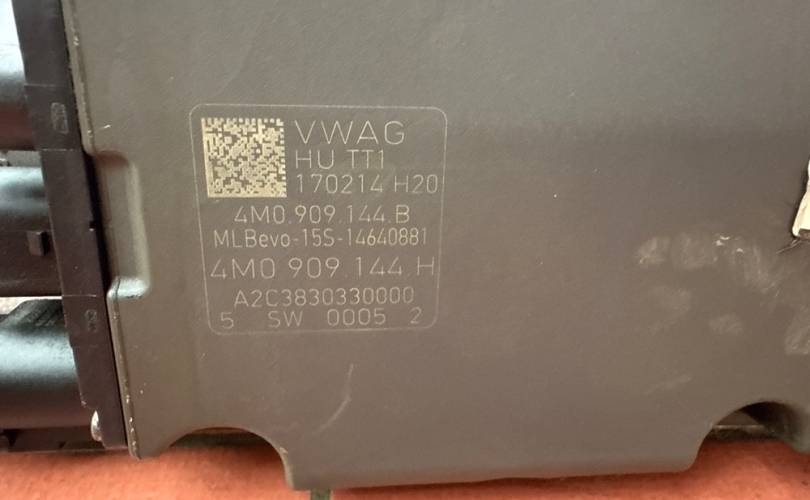 VWAG
HU TT1
170214 H20
4M0.909.144.B
MLBevo-15S-14640881
4M0 909.144.H
A2C3830330000
5 SW 0005 2